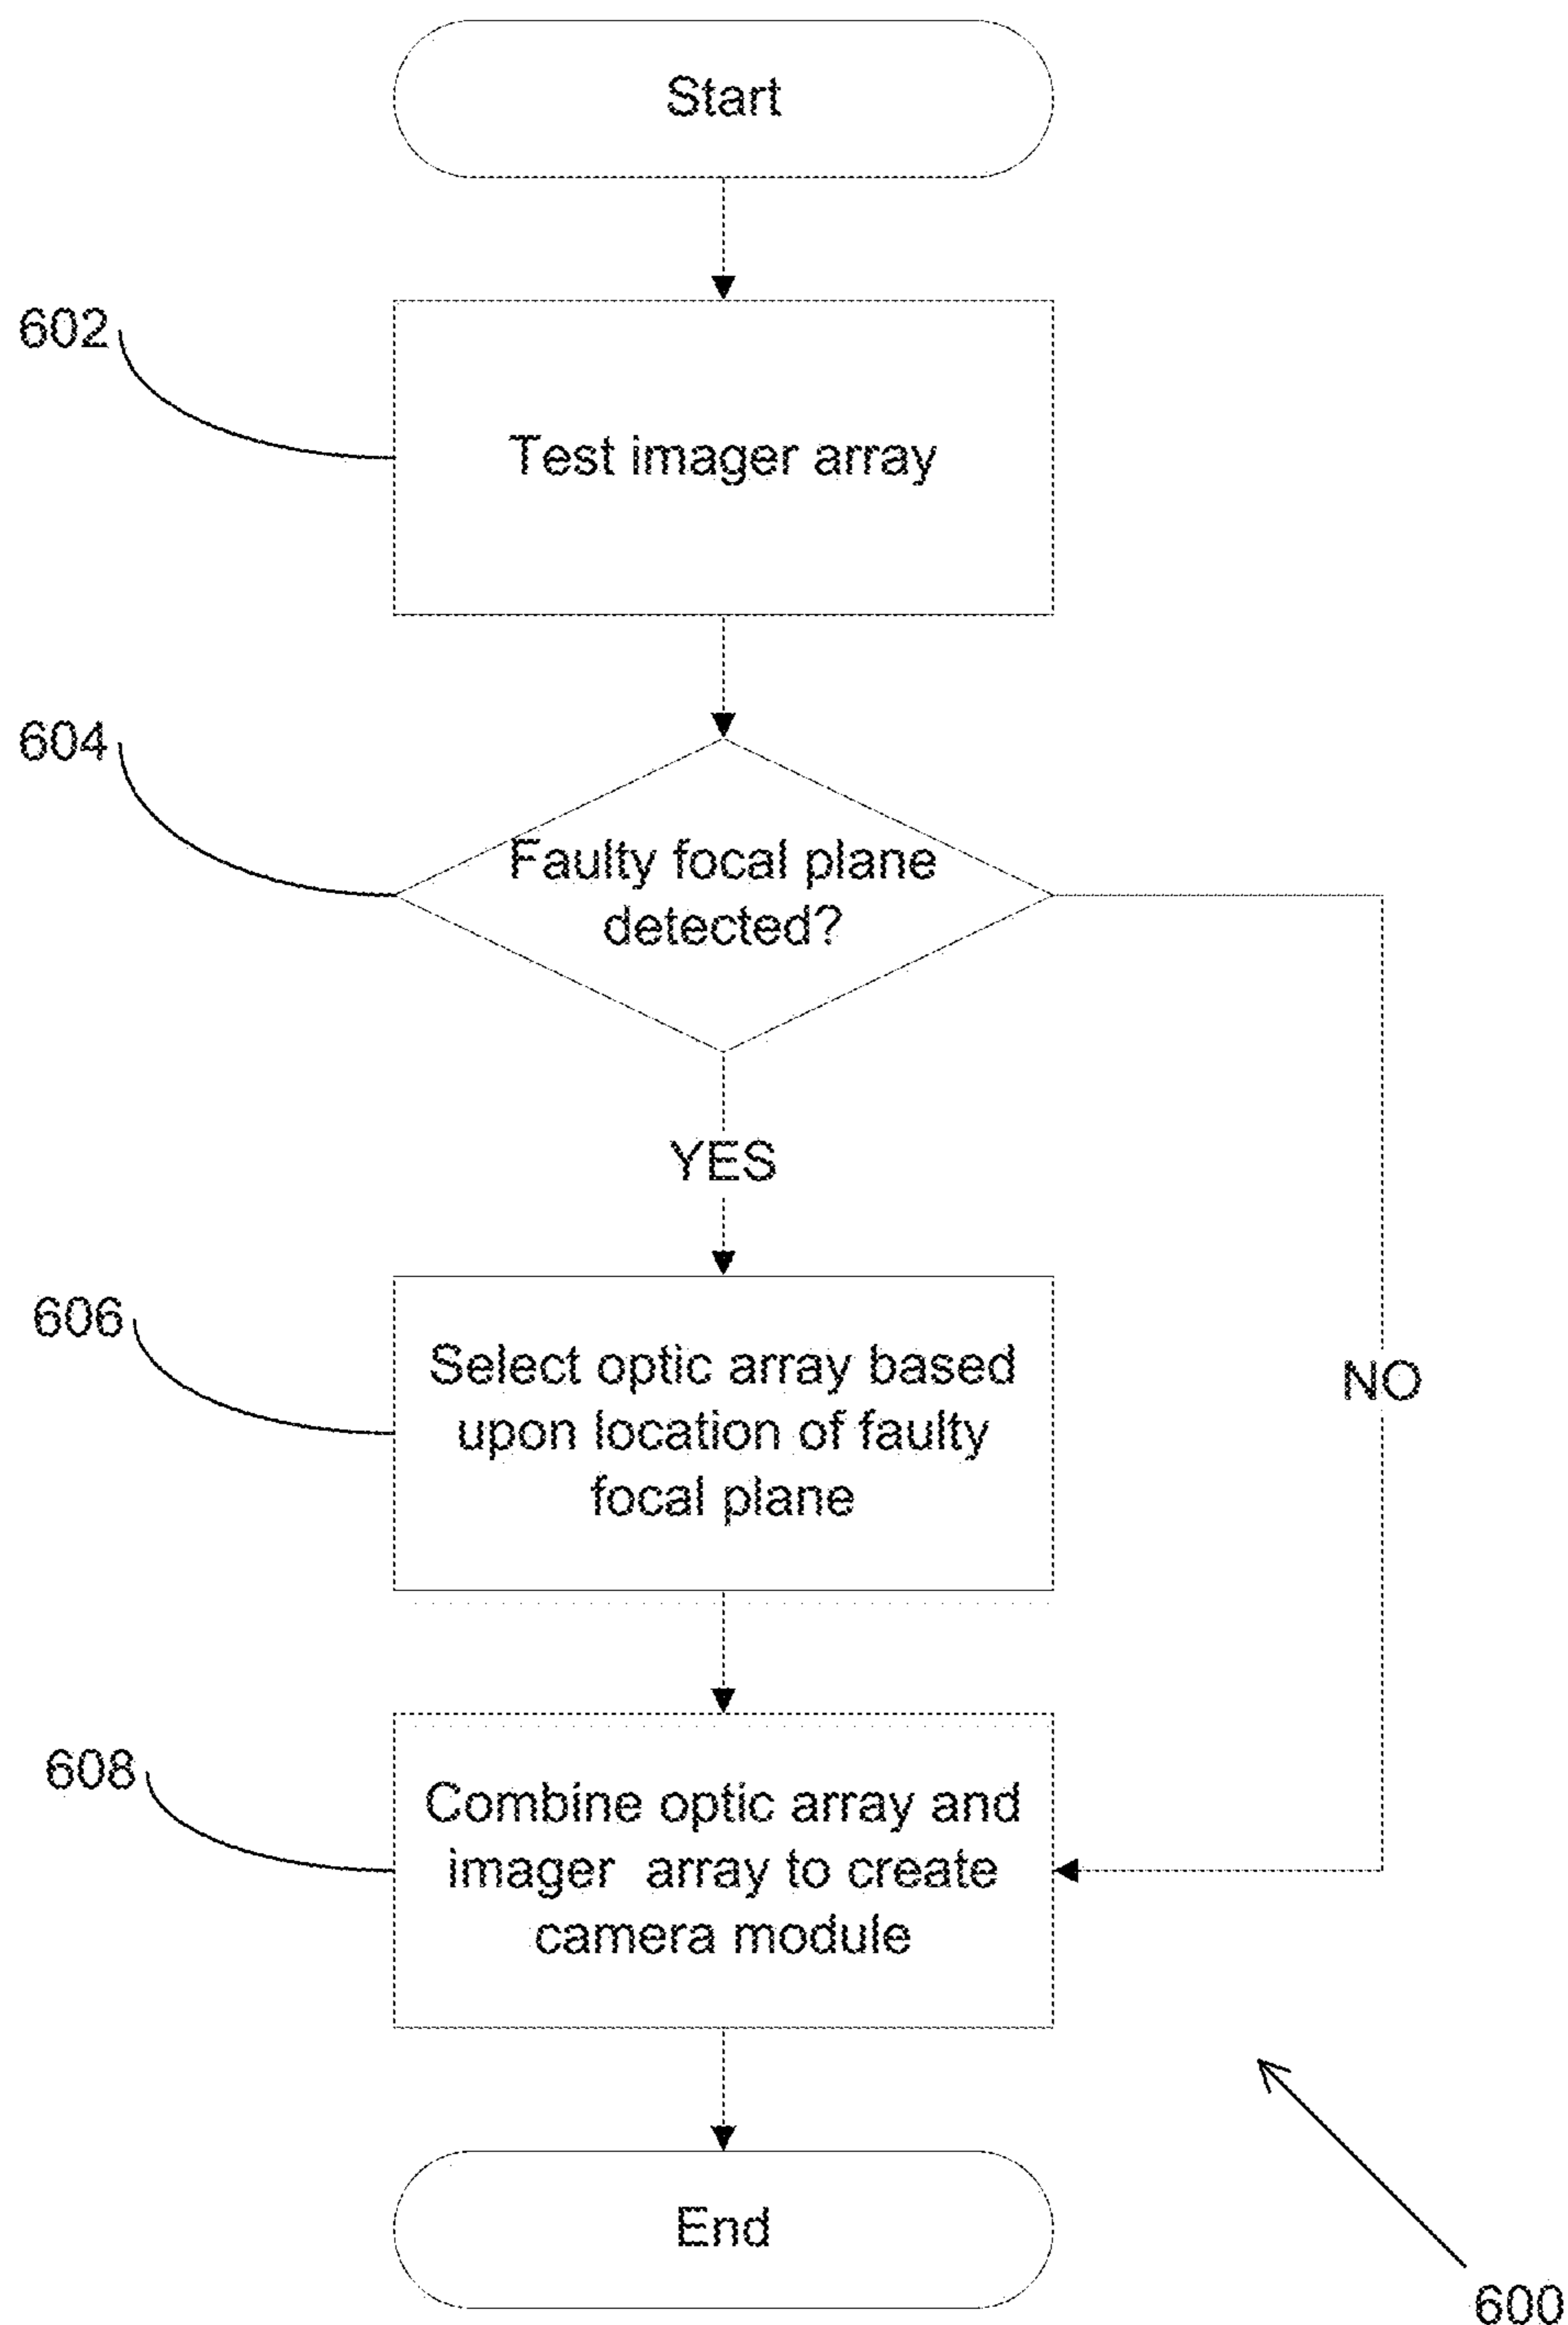 Start
602
Test imager array
604
Faulty focal plane
detected?
YES
606
Select optic array based
upon location of faulty
focal plane
NO
608
Combine optic array and
imager array to create
camera module
End
600